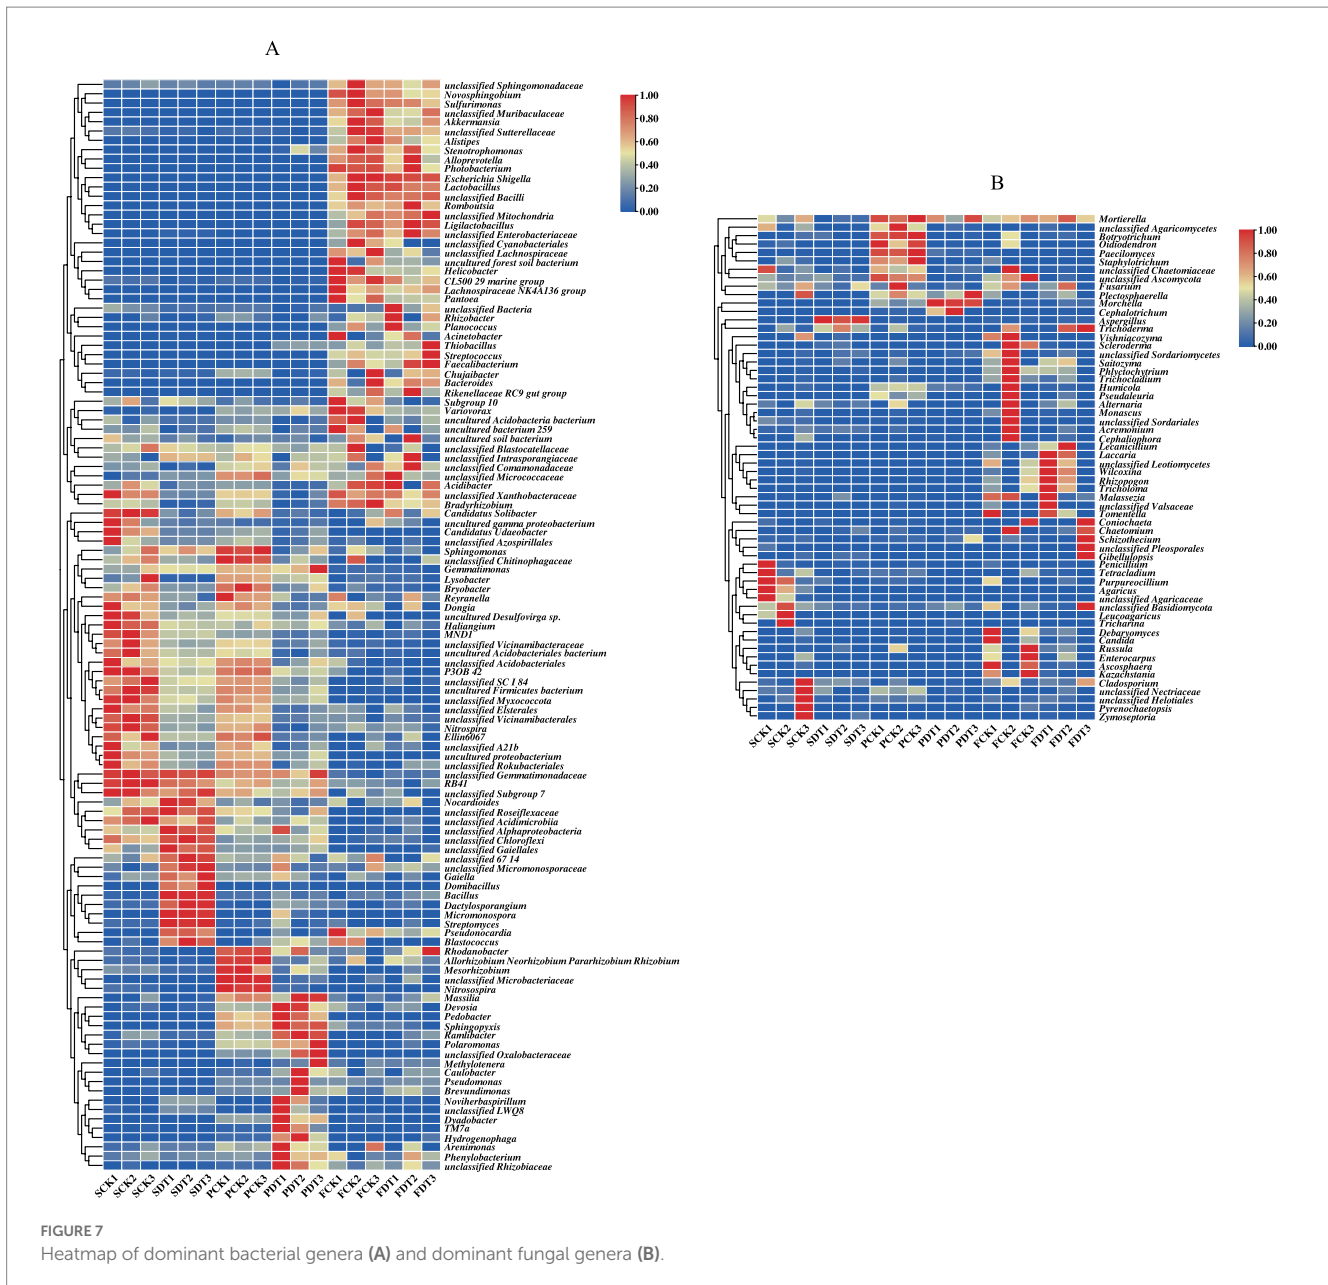 A
unclassified Sphingomonadaceae
Novosphingobium
Sulfurimonas
unclassified Muribaculaceae
Akkermansia
unclassified Sutterellaceae
Alistipes
Stenotrophomonas
Alloprevotella
Photobacterium
Escherichia Shigella
Lactobacillus
unclassified Bacilli
Romboutsia
unclassified Mitochondria
Ligilactobacillus
unclassified Enterobacteriaceae
unclassified Cyanobacteriales
unclassified Lachnospiraceae
uncultured forest soil bacterium
Helicobacter
CL500 29 marine group
Lachnospiraceae NK4A136 group
Pantoea
unclassified Bacteria
Rhizobacter
Planococcus
Acinetobacter
Thiobacillus
Streptococcus
Faecalibacterium
Chujaibacter
Bacteroides
Rikenellaceae RC9 gut group
Subgroup 10
Variovorax
uncultured Acidobacteria bacterium
uncultured bacterium 259
uncultured soil bacterium
unclassified Blastocatellaceae
unclassified Intrasporangiaceae
unclassified Comamonadaceae
unclassified Micrococcaceae
Acidibacter
unclassified Xanthobacteraceae
Bradyrhizobium
Candidatus Solibacter
uncultured gamma proteobacterium
Candidatus Udaeobacter
unclassified Azospirillales
Sphingomonas
unclassified Chitinophagaceae
Gemmatimonas
Lysobacter
Bryobacter
Reyranella
Dongia
uncultured Desulfovirga sp.
Haliangium
MND1
unclassified Vicinamibacteraceae
uncultured Acidobacteriales bacterium
unclassified Acidobacteriales
P3OB 42
unclassified SC I 84
uncultured Firmicutes bacterium
unclassified Myxococcota
unclassified Elsterales
unclassified Vicinamibacterales
Nitrospira
Ellin6067
unclassified A21b
uncultured proteobacterium
unclassified Rokubacteriales
unclassified Gemmatimonadaceae
RB41
unclassified Subgroup 7
Nocardioides
unclassified Roseiflexaceae
unclassified Acidimicrobiia
unclassified Alphaproteobacteria
unclassified Chloroflexi
unclassified Gaiellales
unclassified 67 14
unclassified Micromonosporaceae
Gaiella
Domibacillus
Bacillus
Dactylosporangium
Micromonospora
Streptomyces
Pseudonocardia
Blastococcus
Rhodanobacter
Allorhizobium Neorhizobium Pararhizobium Rhizobium
Mesorhizobium
unclassified Microbacteriaceae
Nitrosospira
Massilia
Devosia
Pedobacter
Sphingopyxis
Ramlibacter
Polaromonas
unclassified Oxalobacteraceae
Methylotenera
Caulobacter
Pseudomonas
Brevundimonas
Noviherbaspirillum
unclassified LWQ8
Dyadobacter
TM7a
Hydrogenophaga
Arenimonas
Phenylobacterium
unclassified Rhizobiaceae
SCK1 SCK2 SCK3 SDT1 SDT2 SDT3 PCK1 PCK2 PCK3 PDT1 PDT2 PDT3 FCK1 FCK2 FCK3 FDT1 FDT2 FDT3
1.00
0.80
0.60
0.40
0.20
0.00
B
Mortierella
unclassified Agaricomycetes
Botryotrichum
Oidiodendron
Paecilomyces
Staphylotrichum
unclassified Chaetomiaceae
unclassified Ascomycota
Fusarium
Plectosphaerella
Morchella
Cephalotrichum
Aspergillus
Trichoderma
Vishniacozyma
Scleroderma
unclassified Sordariomycetes
Saitozyma
Phlyctochytrium
Trichocladium
Humicola
Pseudaleuria
Alternaria
Monascus
unclassified Sordariales
Acremonium
Cephaliophora
Lecanicillium
Laccaria
unclassified Leotiomycetes
Wilcoxina
Rhizopogon
Tricholoma
Malassezia
unclassified Valsaceae
Tomentella
Coniochaeta
Chaetomium
Schizothecium
unclassified Pleosporales
Gibellulopsis
Penicillium
Tetracladium
Purpureocillium
Agaricus
unclassified Agaricaceae
unclassified Basidiomycota
Leucoagaricus
Tricharina
Debaryomyces
Candida
Russula
Enterocarpus
Ascosphaera
Kazachstania
Cladosporium
unclassified Nectriaceae
unclassified Helotiales
Pyrenochaetopsis
Zymoseptoria
SCK1 SCK2 SCK3 SDT1 SDT2 SDT3 PCK1 PCK2 PCK3 PDT1 PDT2 PDT3 FCK1 FCK2 FCK3 FDT1 FDT2 FDT3
1.00
0.80
0.60
0.40
0.20
0.00
FIGURE 7
Heatmap of dominant bacterial genera (A) and dominant fungal genera (B).